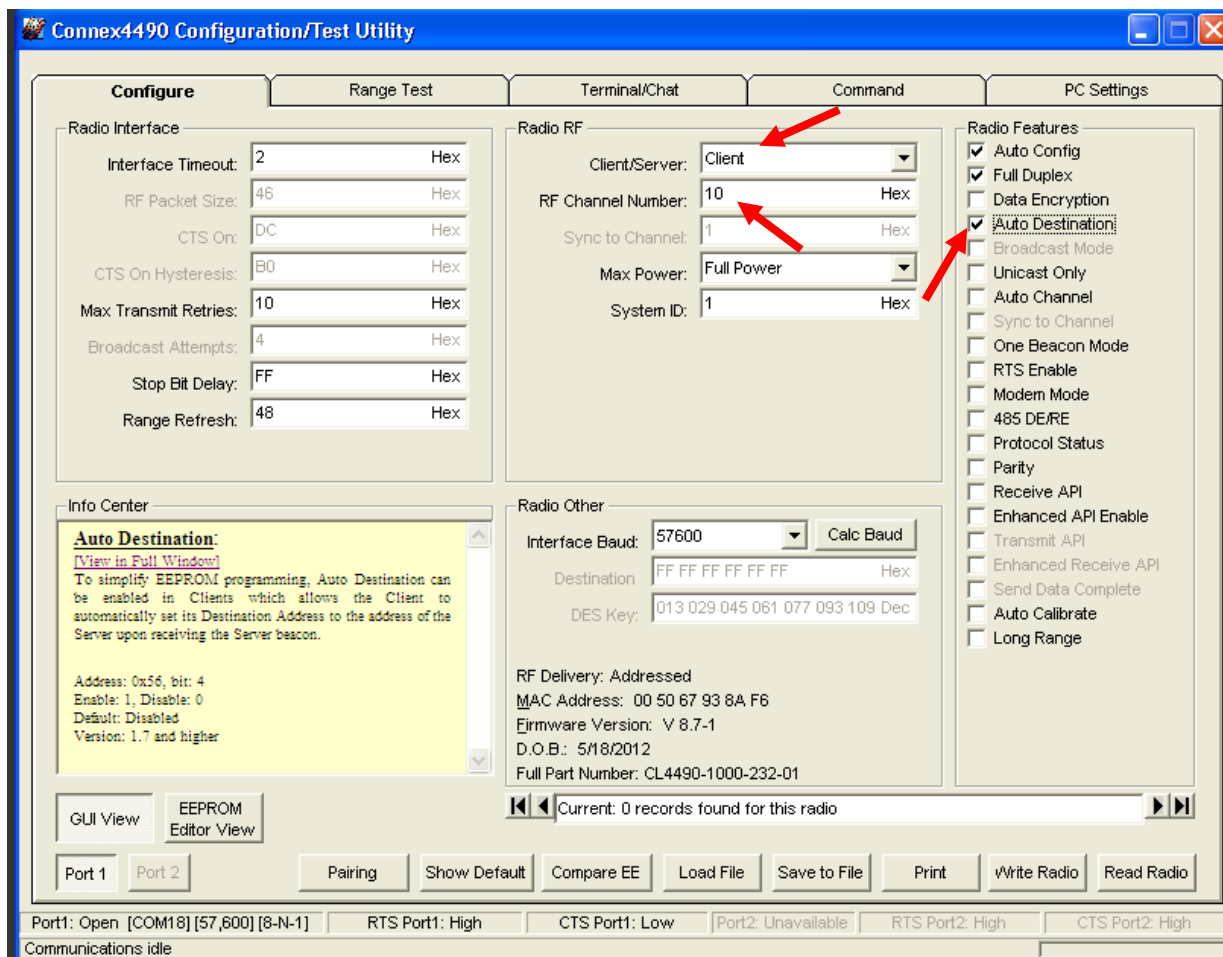 Connex4490 Configuration/Test Utility
Configure
Range Test
Terminal/Chat
Command
PC Settings
Radio Interface
Interface Timeout: 2 Hex
RF Packet Size: 46 Hex
CTS On: DC Hex
CTS On Hysteresis: B0 Hex
Max Transmit Retries: 10 Hex
Broadcast Attempts: 4 Hex
Stop Bit Delay: FF Hex
Range Refresh: 48 Hex
Radio RF
Client/Server: Client
RF Channel Number: 10 Hex
Sync to Channel: 1 Hex
Max Power: Full Power
System ID: 1 Hex
Radio Features
Auto Config
Full Duplex
Data Encryption
Auto Destination
Broadcast Mode
Unicast Only
Auto Channel
Sync to Channel
One Beacon Mode
RTS Enable
Modem Mode
485 DE/RE
Protocol Status
Parity
Receive API
Enhanced API Enable
Transmit API
Enhanced Receive API
Send Data Complete
Auto Calibrate
Long Range
Info Center
Auto Destination:
[View in Full Window]
To simplify EEPROM programming, Auto Destination can
be enabled in Clients which allows the Client to
automatically set its Destination Address to the address of the
Server upon receiving the Server beacon.
Address: 0x56, bit: 4
Enable: 1, Disable: 0
Default: Disabled
Version: 1.7 and higher
Radio Other
Interface Baud: 57600 Calc Baud
Destination FF FF FF FF FF FF Hex
DES Key: 013 029 045 061 077 093 109 Dec
RF Delivery: Addressed
MAC Address: 00 50 67 93 8A F6
Firmware Version: V 8.7-1
D.O.B.: 5/18/2012
Full Part Number: CL4490-1000-232-01
Current: 0 records found for this radio
GUI View
EEPROM
Editor View
Port 1
Port 2
Pairing
Show Default
Compare EE
Load File
Save to File
Print
Write Radio
Read Radio
Port1: Open [COM18] [57,600] [8-N-1]
RTS Port1: High
CTS Port1: Low
Port2: Unavailable
RTS Port2: High
CTS Port2: High
Communications idle